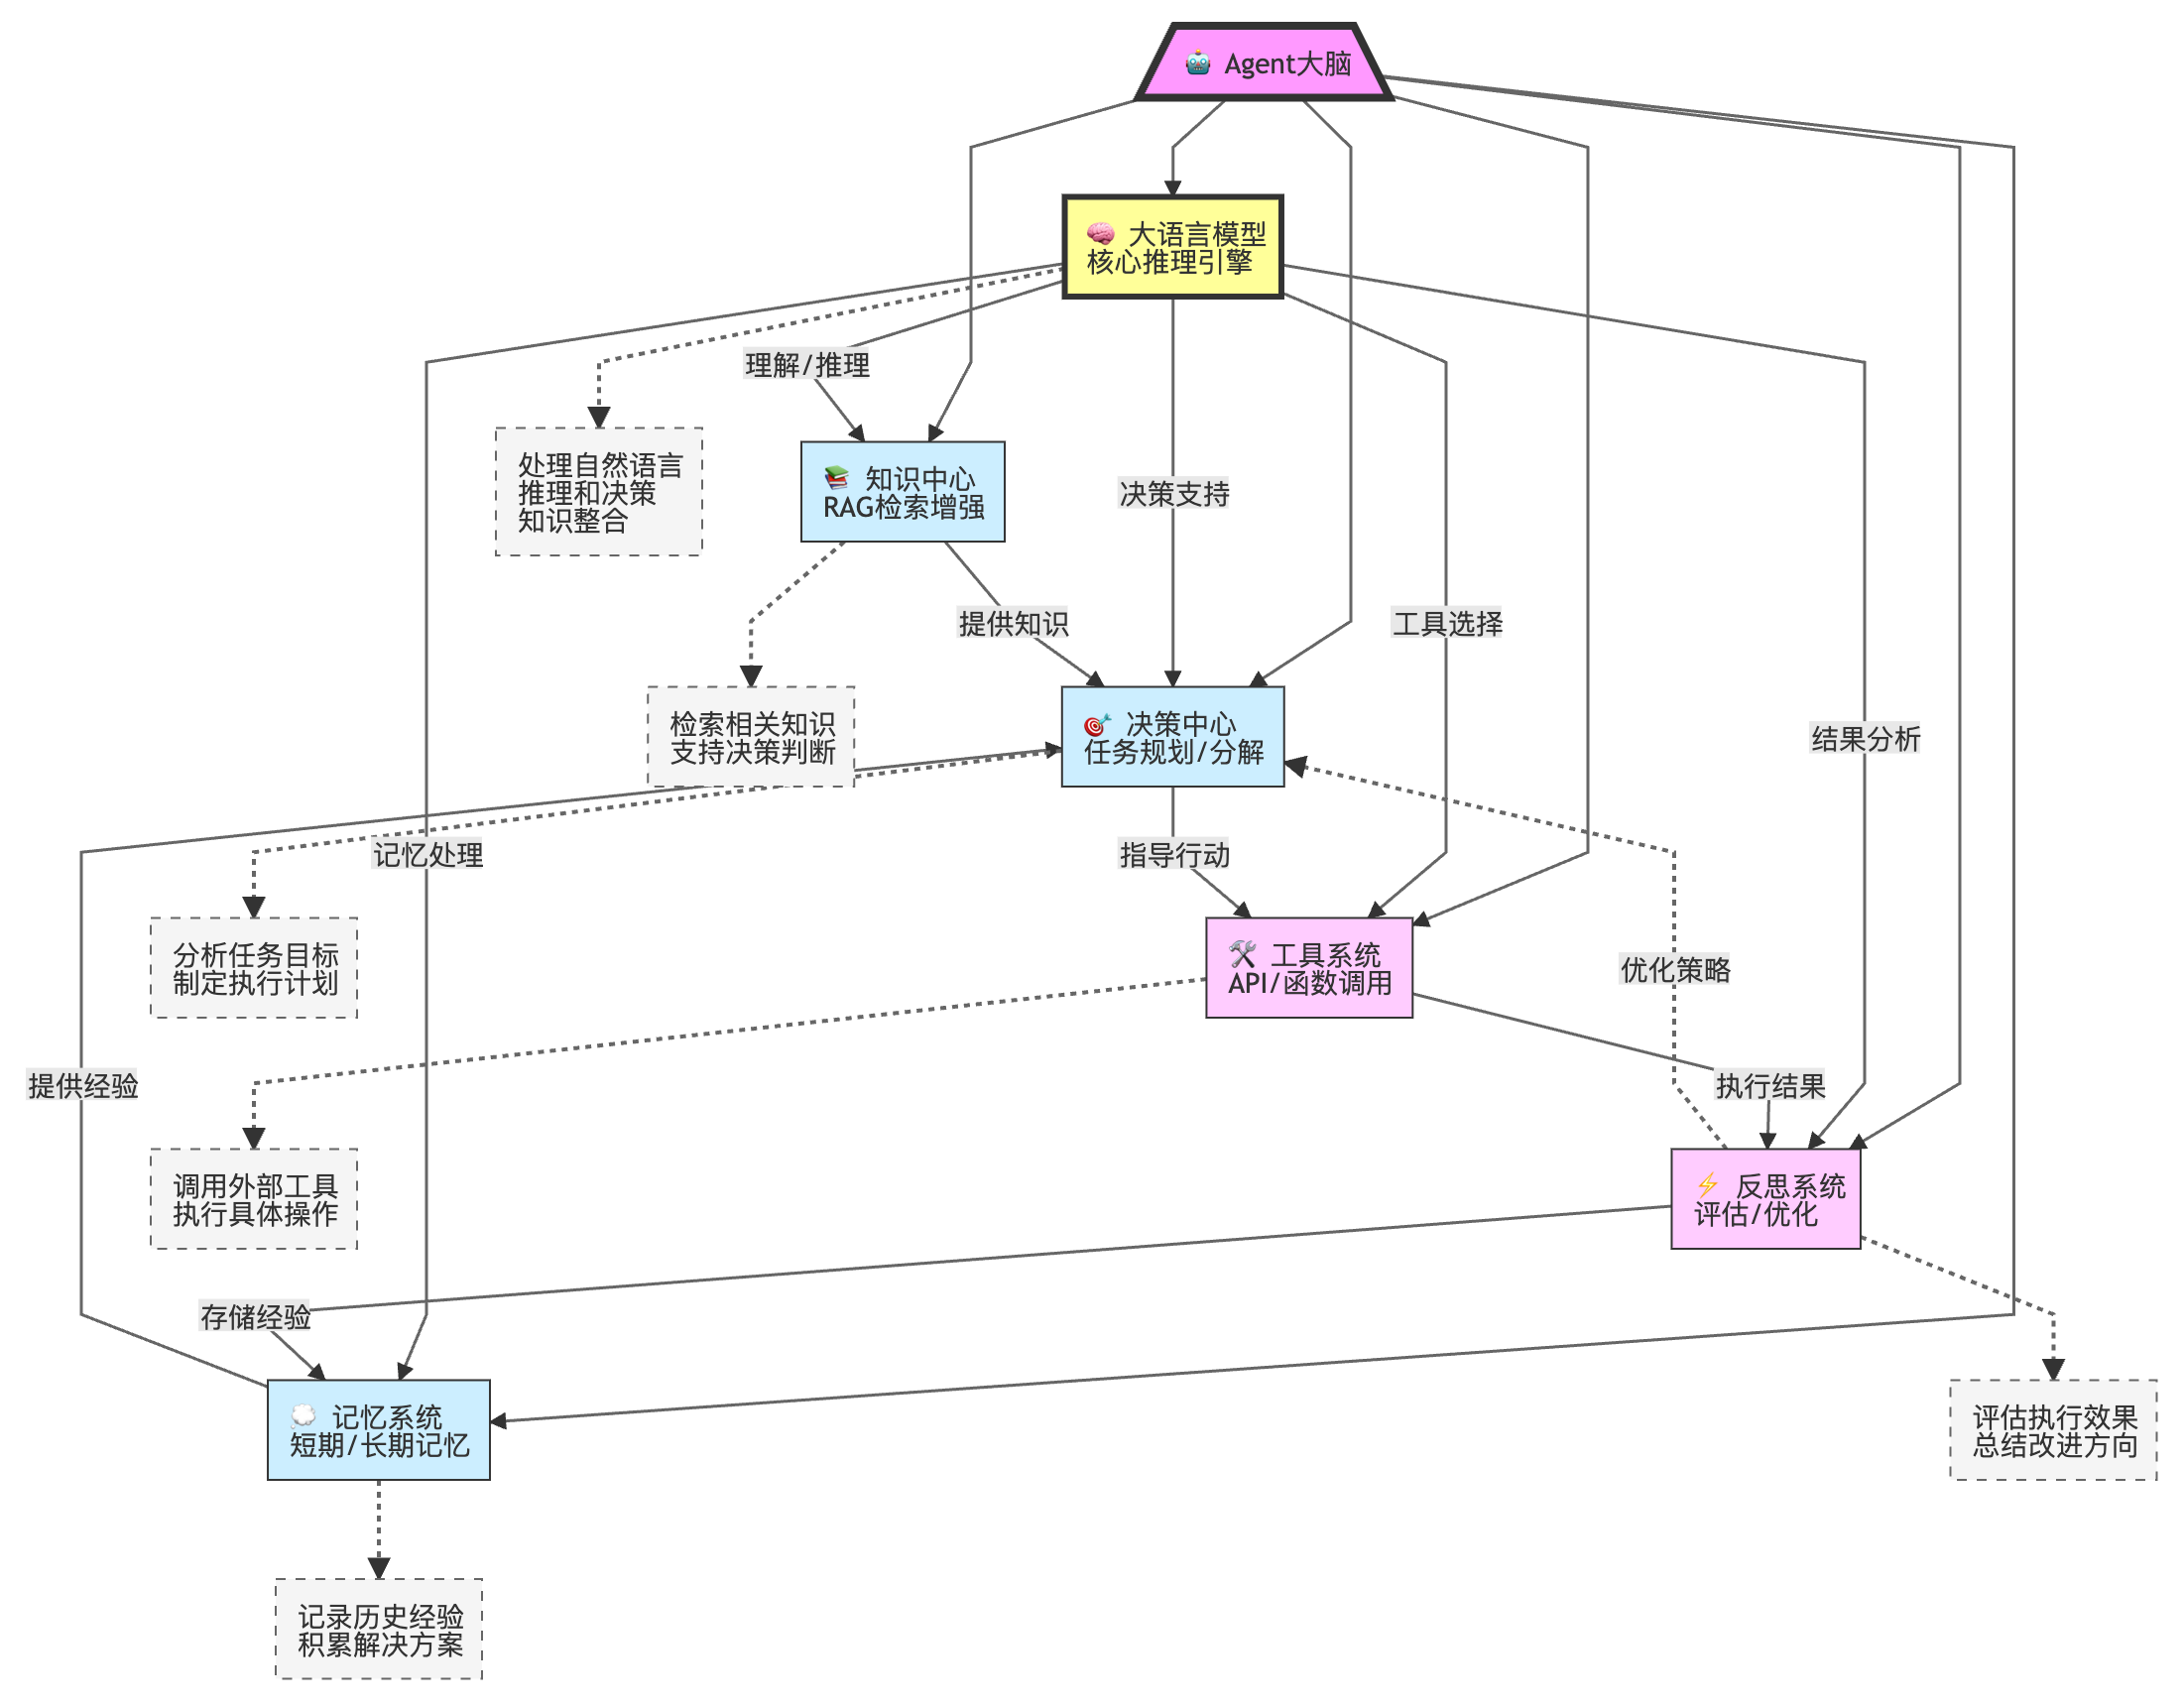 🤖 Agent大脑
🧠 大语言模型
核心推理引擎
理解/推理
处理自然语言
推理和决策
知识整合
📚 知识中心
RAG检索增强
决策支持
提供知识
工具选择
检索相关知识
支持决策判断
🎯 决策中心
任务规划/分解
结果分析
记忆处理
指导行动
分析任务目标
制定执行计划
🛠️ 工具系统
API/函数调用
优化策略
提供经验
执行结果
调用外部工具
执行具体操作
⚡ 反思系统
评估/优化
存储经验
💭 记忆系统
短期/长期记忆
评估执行效果
总结改进方向
记录历史经验
积累解决方案